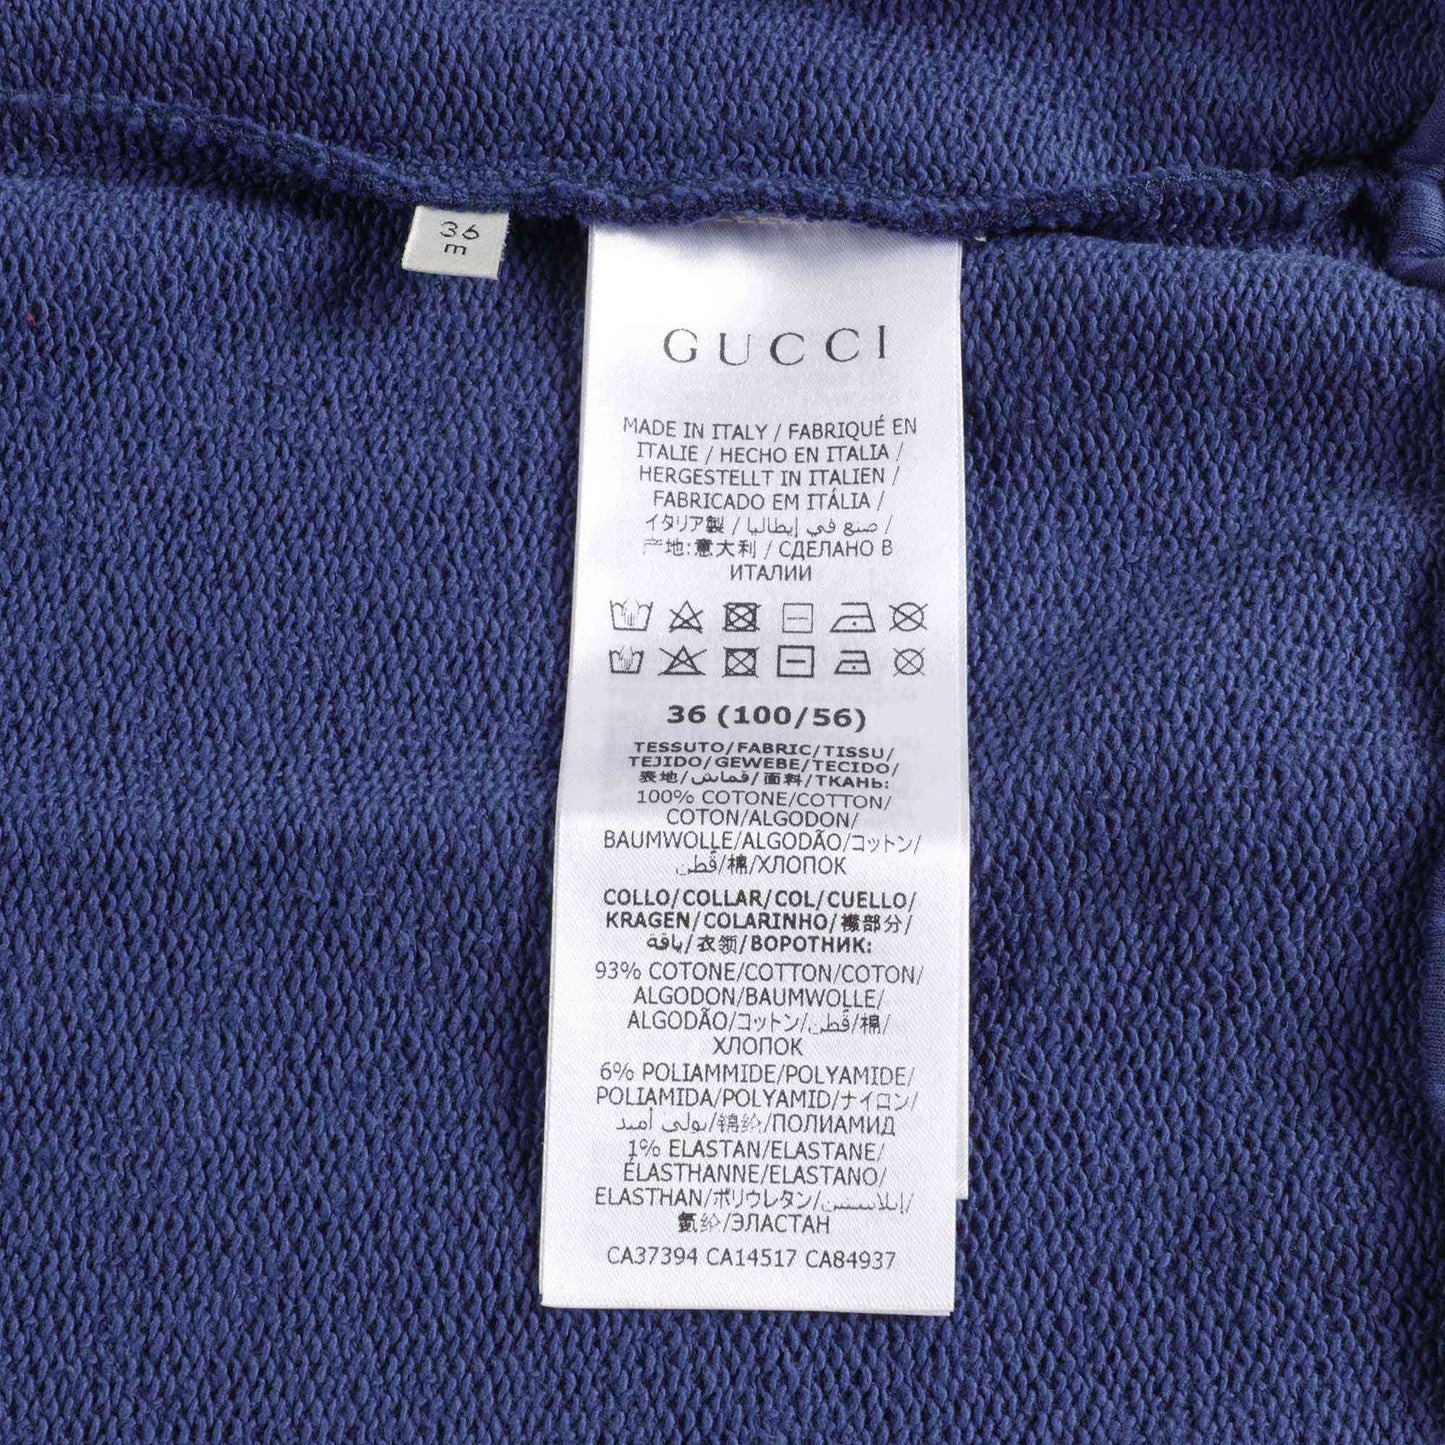 36
m
GUCCI
MADE IN ITALY / FABRIQUÉ EN
ITALIE / HECHO EN ITALIA /
HERGESTELLT IN ITALIEN /
FABRICADO EM ITÁLIA /
イタリア製 / صنع في إيطاليا /
产地:意大利 / СДЕЛАНО В
ИТАЛИИ
36 (100/56)
TESSUTO/FABRIC/TISSU/
TEJIDO/GEWEBE/TECIDO/
表地/قماش/面料/ТКАНЬ:
100% COTONE/COTTON/
COTON/ALGODON/
BAUMWOLLE/ALGODÃO/コットン/
قطن/棉/ХЛОПОК
COLLO/COLLAR/COL/CUELLO/
KRAGEN/COLARINHO/襟部分/
ياقة/衣领/ВОРОТНИК:
93% COTONE/COTTON/COTON/
ALGODON/BAUMWOLLE/
ALGODÃO/コットン/قطن/棉/
ХЛОПОК
6% POLIAMMIDE/POLYAMIDE/
POLIAMIDA/POLYAMID/ナイロン/
بولي أميد/锦纶/ПОЛИАМИД
1% ELASTAN/ELASTANE/
ÉLASTHANNE/ELASTANO/
ELASTHAN/ポリウレタン/إيلاستين/
氨纶/ЭЛАСТАН
CA37394 CA14517 CA84937